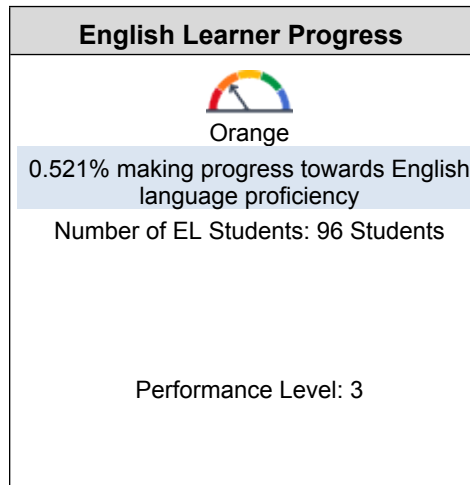 English Learner Progress
Orange
0.521% making progress towards English
language proficiency
Number of EL Students: 96 Students
Performance Level: 3